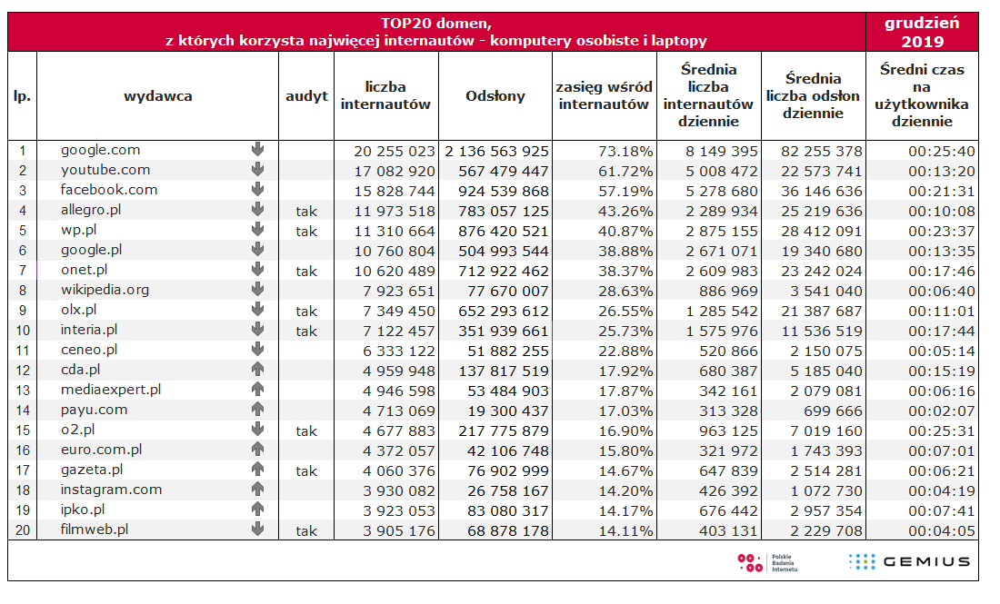 TOP20 domen,
z których korzysta najwięcej internautów - komputery osobiste i laptopy
grudzień
2019
lp.
wydawca
audyt
liczba
internautów
Odsłony
zasięg wśród
internautów
Średnia
liczba
internautów
dziennie
Średnia
liczba odsłon
dziennie
Średni czas
na
użytkownika
dziennie
1 google.com 20 255 023 2 136 563 925 73.18% 8 149 395 82 255 378 00:25:40
2 youtube.com 17 082 920 567 479 447 61.72% 5 008 472 22 573 741 00:13:20
3 facebook.com 15 828 744 924 539 868 57.19% 5 278 680 36 146 636 00:21:31
4 allegro.pl tak 11 973 518 783 057 125 43.26% 2 289 934 25 219 636 00:10:08
5 wp.pl tak 11 310 664 876 420 521 40.87% 2 875 155 28 412 091 00:23:37
6 google.pl 10 760 804 504 993 544 38.88% 2 671 071 19 340 680 00:13:35
7 onet.pl tak 10 620 489 712 922 462 38.37% 2 609 983 23 242 024 00:17:46
8 wikipedia.org 7 923 651 77 670 007 28.63% 886 969 3 541 040 00:06:40
9 olx.pl tak 7 349 450 652 293 612 26.55% 1 285 542 21 387 687 00:11:01
10 interia.pl tak 7 122 457 351 939 661 25.73% 1 575 976 11 536 519 00:17:44
11 ceneo.pl 6 333 122 51 882 255 22.88% 520 866 2 150 075 00:05:14
12 cda.pl 4 959 948 137 817 519 17.92% 680 387 5 185 040 00:15:19
13 mediaexpert.pl 4 946 598 53 484 903 17.87% 342 161 2 079 081 00:06:16
14 payu.com 4 713 069 19 300 437 17.03% 313 328 699 666 00:02:07
15 o2.pl tak 4 677 883 217 775 879 16.90% 963 125 7 019 160 00:25:31
16 euro.com.pl 4 372 057 42 106 748 15.80% 321 972 1 743 393 00:07:01
17 gazeta.pl tak 4 060 376 76 902 999 14.67% 647 839 2 514 281 00:06:21
18 instagram.com 3 930 082 26 758 167 14.20% 426 392 1 072 730 00:04:19
19 ipko.pl 3 923 053 83 080 317 14.17% 676 442 2 957 354 00:07:41
20 filmweb.pl tak 3 905 176 68 878 178 14.11% 403 131 2 229 708 00:04:05
Polskie
Badania
Internetu
GEMIUS